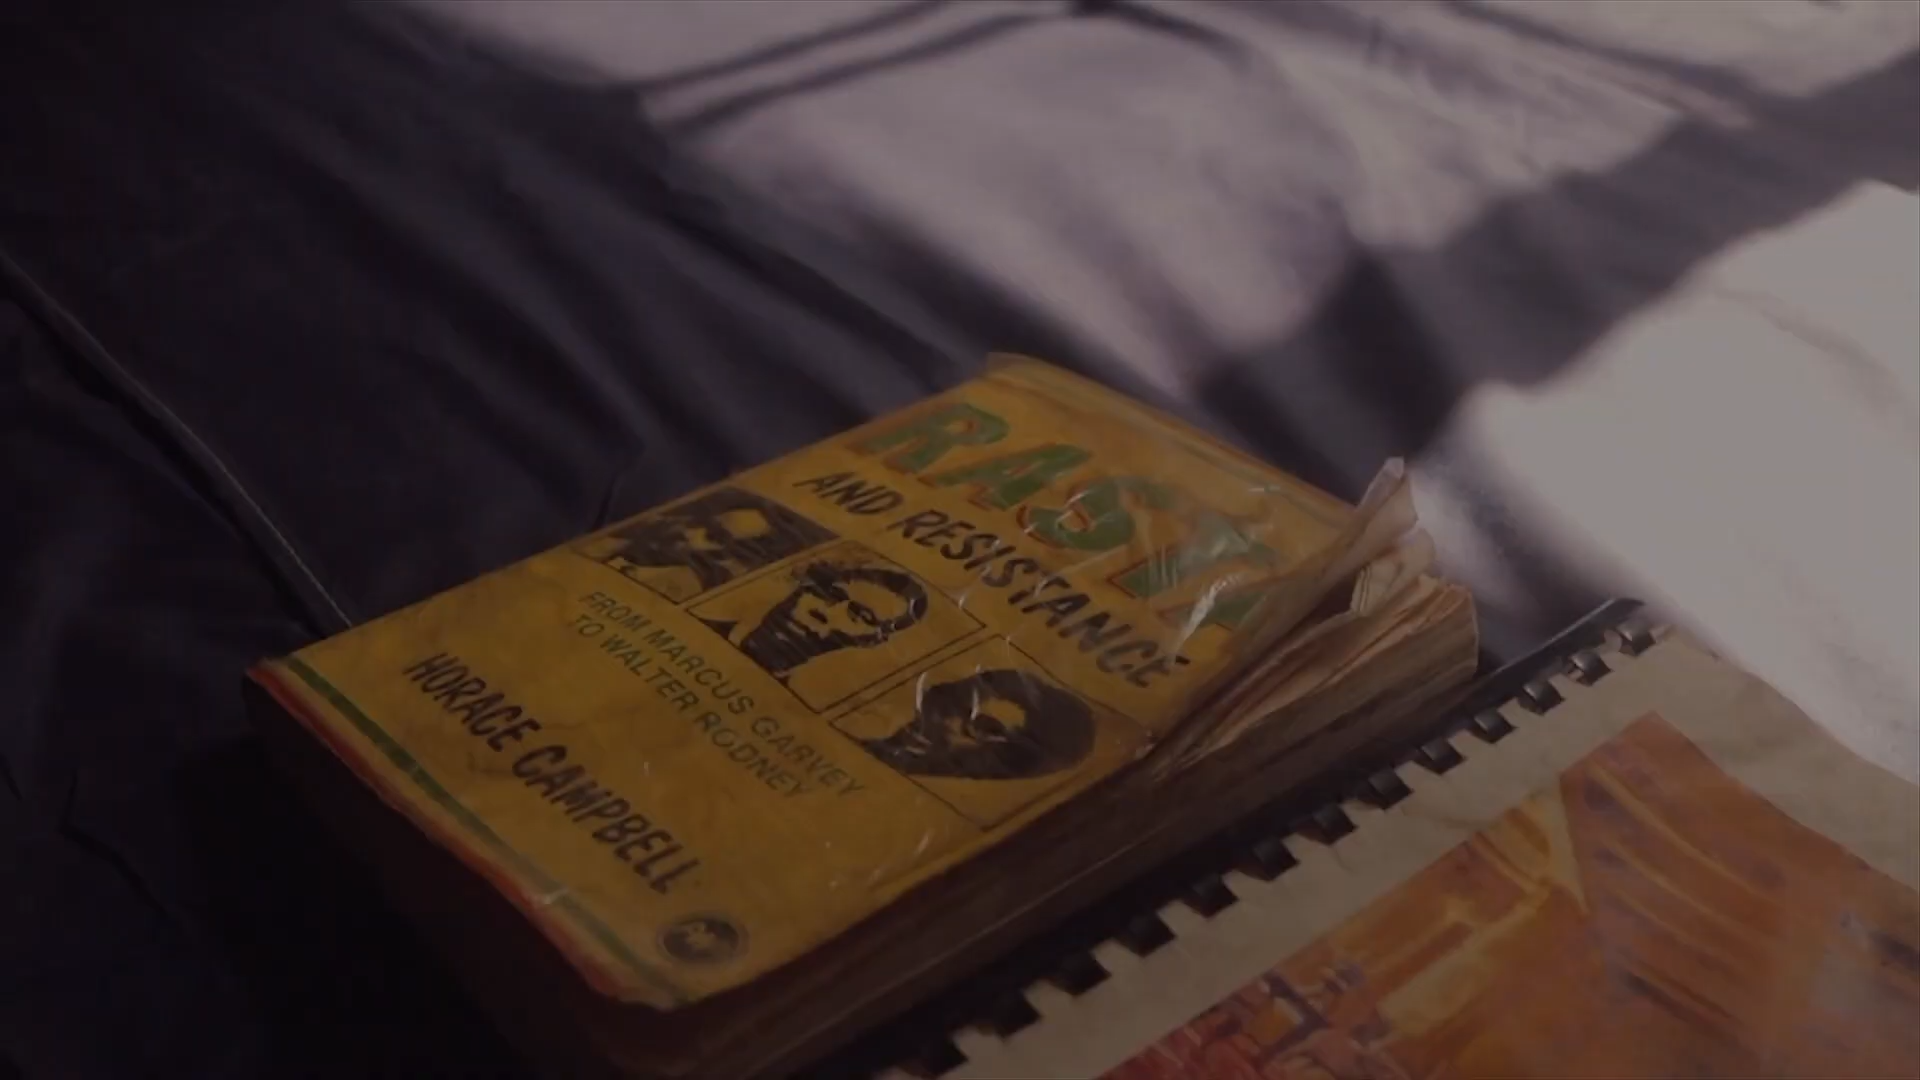 RASTA
AND RESISTANCE
FROM MARCUS GARVEY
TO WALTER RODNEY
HORACE CAMPBELL